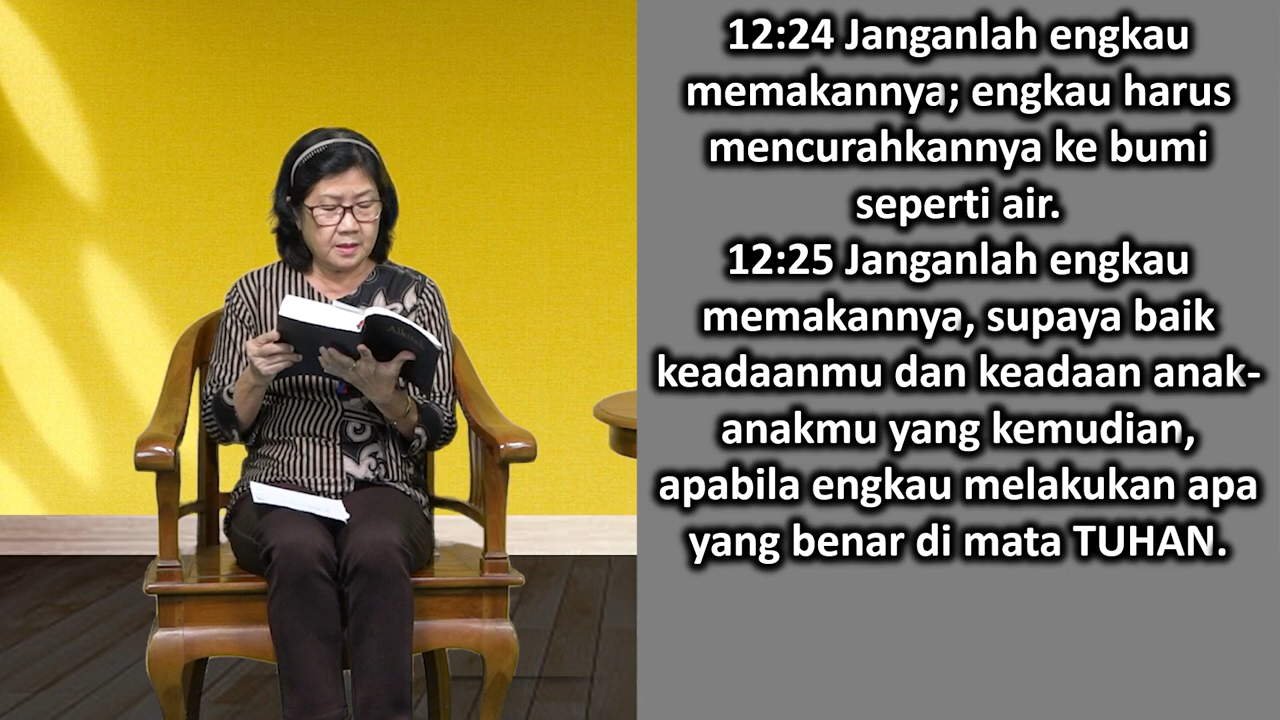 12:24 Janganlah engkau
memakannya; engkau harus
mencurahkannya ke bumi
seperti air.
12:25 Janganlah engkau
memakannya, supaya baik
keadaanmu dan keadaan anak-
anakmu yang kemudian,
apabila engkau melakukan apa
yang benar di mata TUHAN.